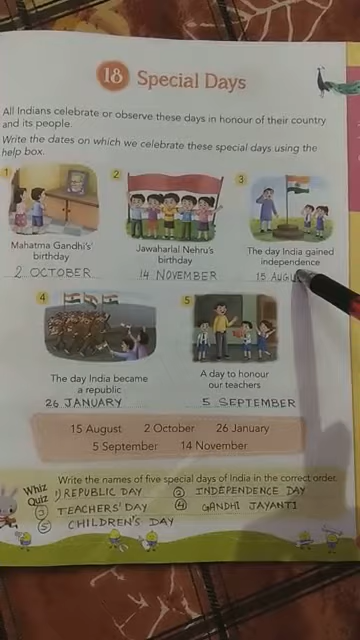 18 Special Days
All Indians celebrate or observe these days in honour of their country
and its people.
Write the dates on which we celebrate these special days using the
help box.
1
2
3
Mahatma Gandhi's
birthday
2 OCTOBER
Jawaharlal Nehru's
birthday
14 NOVEMBER
The day India gained
independence
15
4
5
The day India became
a republic
26 JANUARY
A day to honour
our teachers
5 SEPTEMBER
15 August 2 October 26 January
5 September 14 November
Whiz
Quiz
Write the names of five special days of India in the correct order.
1) REPUBLIC DAY 2 INDEPENDENCE DAY
3 TEACHERS' DAY 4 GANDHI JAYANTI
5 CHILDREN'S DAY